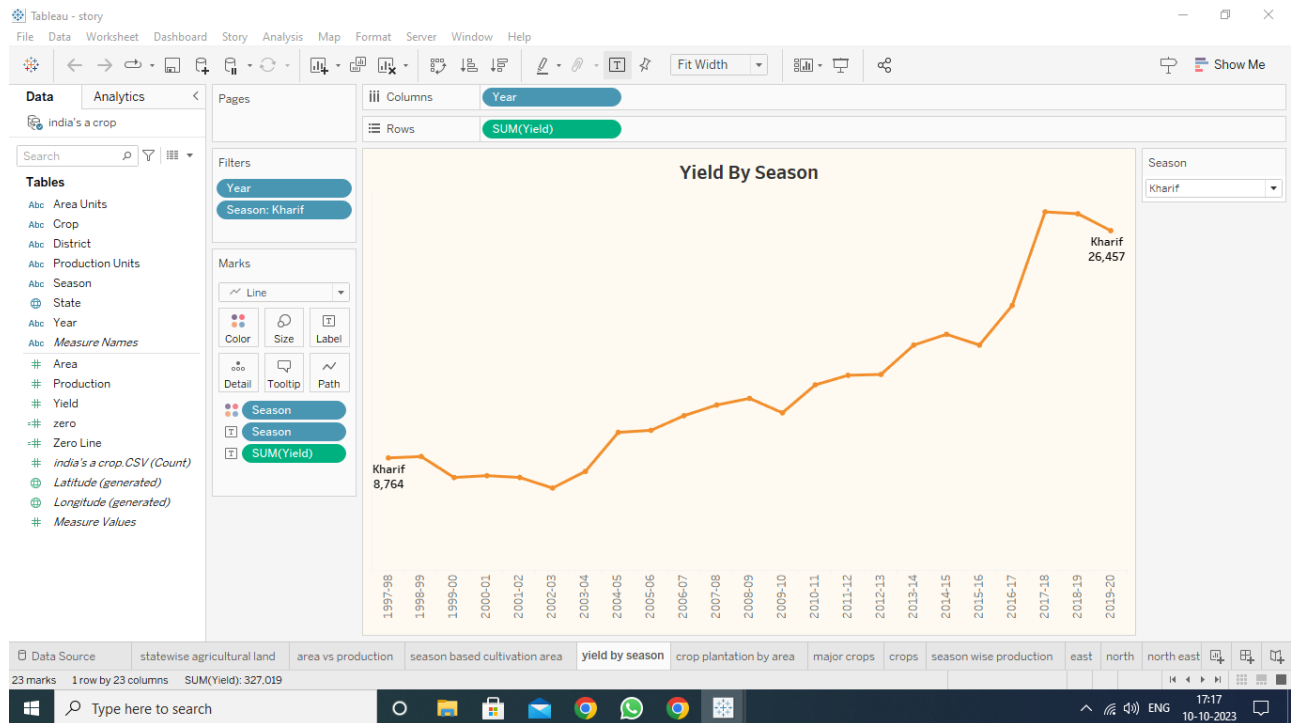 Tableau - story
File Data Worksheet Dashboard Story Analysis Map Format Server Window Help
Fit Width
Show Me
Data Analytics
Pages
Columns
Year
india's a crop
Rows
SUM(Yield)
Search
Filters
Year
Season: Kharif
Tables
Abc Area Units
Abc Crop
Abc District
Abc Production Units
Abc Season
State
Abc Year
Abc Measure Names
# Area
# Production
# Yield
=# zero
=# Zero Line
# india's a crop.CSV (Count)
Latitude (generated)
Longitude (generated)
# Measure Values
Marks
Line
Color Size Label
Detail Tooltip Path
Season
T Season
T SUM(Yield)
Yield By Season
Kharif
8,764
Kharif
26,457
1997-98
1998-99
1999-00
2000-01
2001-02
2002-03
2003-04
2004-05
2005-06
2006-07
2007-08
2008-09
2009-10
2010-11
2011-12
2012-13
2013-14
2014-15
2015-16
2016-17
2017-18
2018-19
2019-20
Season
Kharif
Data Source statewise agricultural land area vs production season based cultivation area yield by season crop plantation by area major crops crops season wise production east north north east
23 marks 1 row by 23 columns SUM(Yield): 327,019
Type here to search
ENG
17:17
10-10-2023